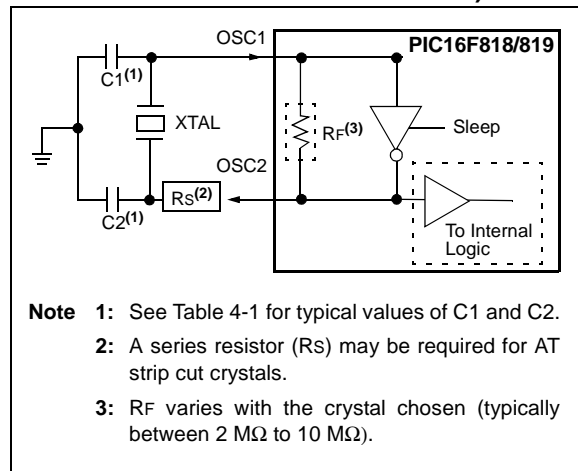 OSC1
PIC16F818/819
C1(1)
XTAL
RF(3)
Sleep
OSC2
C2(1)
RS(2)
To Internal
Logic
Note 1: See Table 4-1 for typical values of C1 and C2.
2: A series resistor (RS) may be required for AT
strip cut crystals.
3: RF varies with the crystal chosen (typically
between 2 MΩ to 10 MΩ).